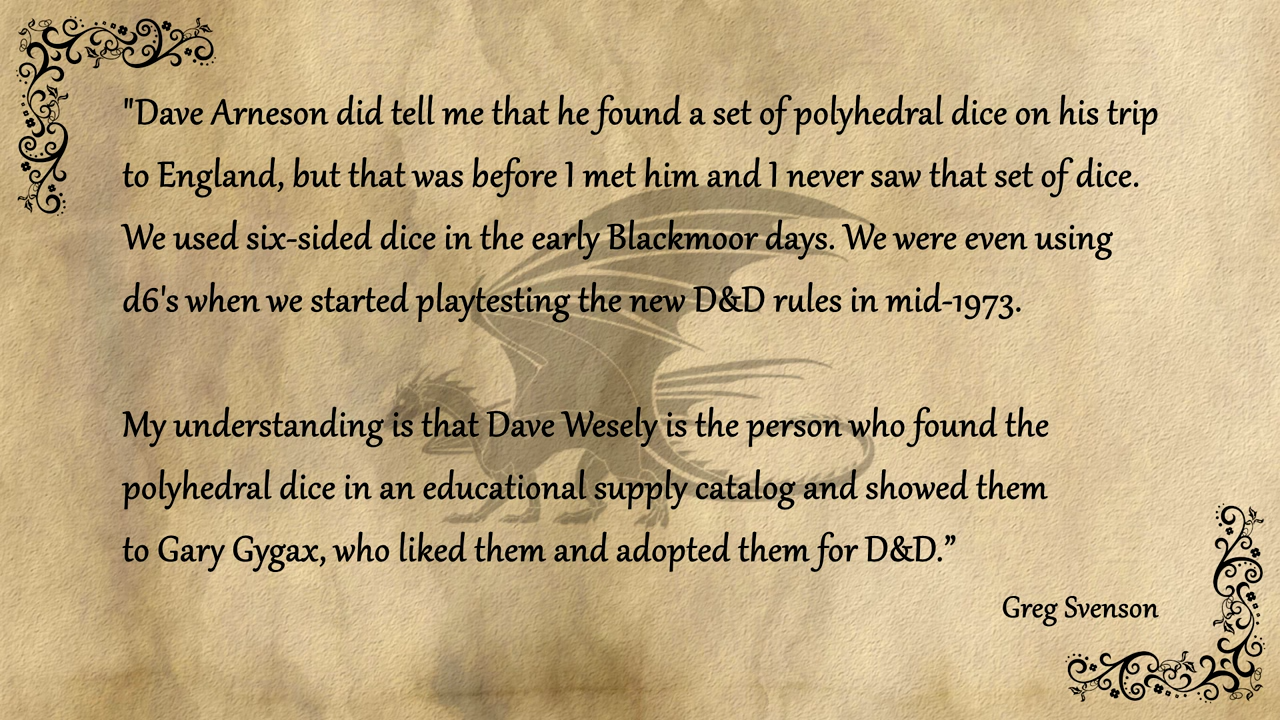 "Dave Arneson did tell me that he found a set of polyhedral dice on his trip
to England, but that was before I met him and I never saw that set of dice.
We used six-sided dice in the early Blackmoor days. We were even using
d6's when we started playtesting the new D&D rules in mid-1973.
My understanding is that Dave Wesely is the person who found the
polyhedral dice in an educational supply catalog and showed them
to Gary Gygax, who liked them and adopted them for D&D.”
Greg Svenson